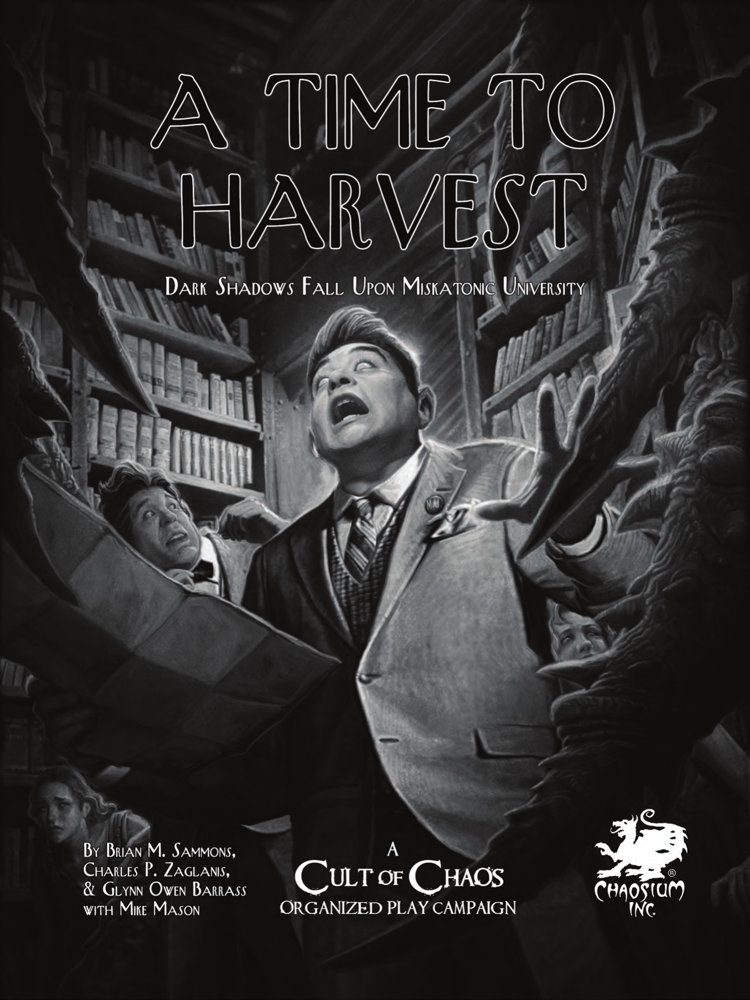 A TIME TO
HARVEST
DARK SHADOWS FALL UPON MISKATONIC UNIVERSITY
BY BRIAN M. SAMMONS,
CHARLES P. ZAGLANIS,
& GLYNN OWEN BARRASS
WITH MIKE MASON
A
CULT OF CHAOS
ORGANIZED PLAY CAMPAIGN
CHAOSIUM ®
INC.